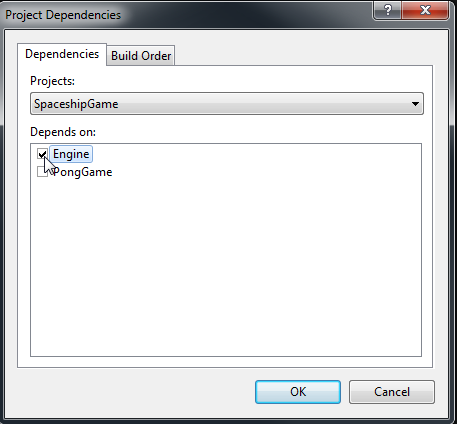 Project Dependencies
Dependencies
Build Order
Projects:
SpaceshipGame
Depends on:
Engine
PongGame
OK
Cancel